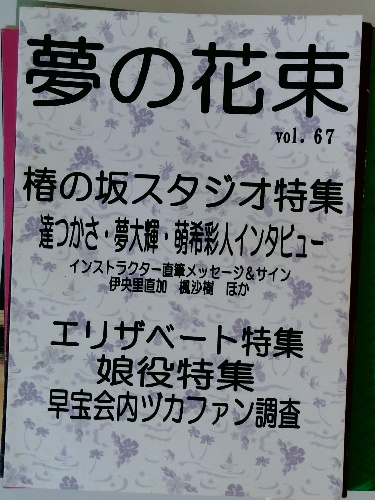 夢の花束
vol. 67
椿の坂スタジオ特集
達つかさ・夢大輝・萌希彩人インタビュー
インストラクター直筆メッセージ＆サイン
伊央里直加　楓沙樹　ほか
エリザベート特集
娘役特集
早宝会内ヅカファン調査